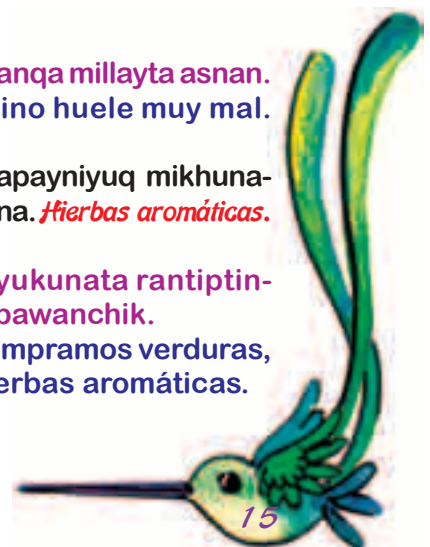 anqa millayta asnan.
ino huele muy mal.
apayniyuq mikhuna-
na. Hierbas aromáticas.
yukunata rantiptin-
pawanchik.
mpramos verduras,
erbas aromáticas.
15